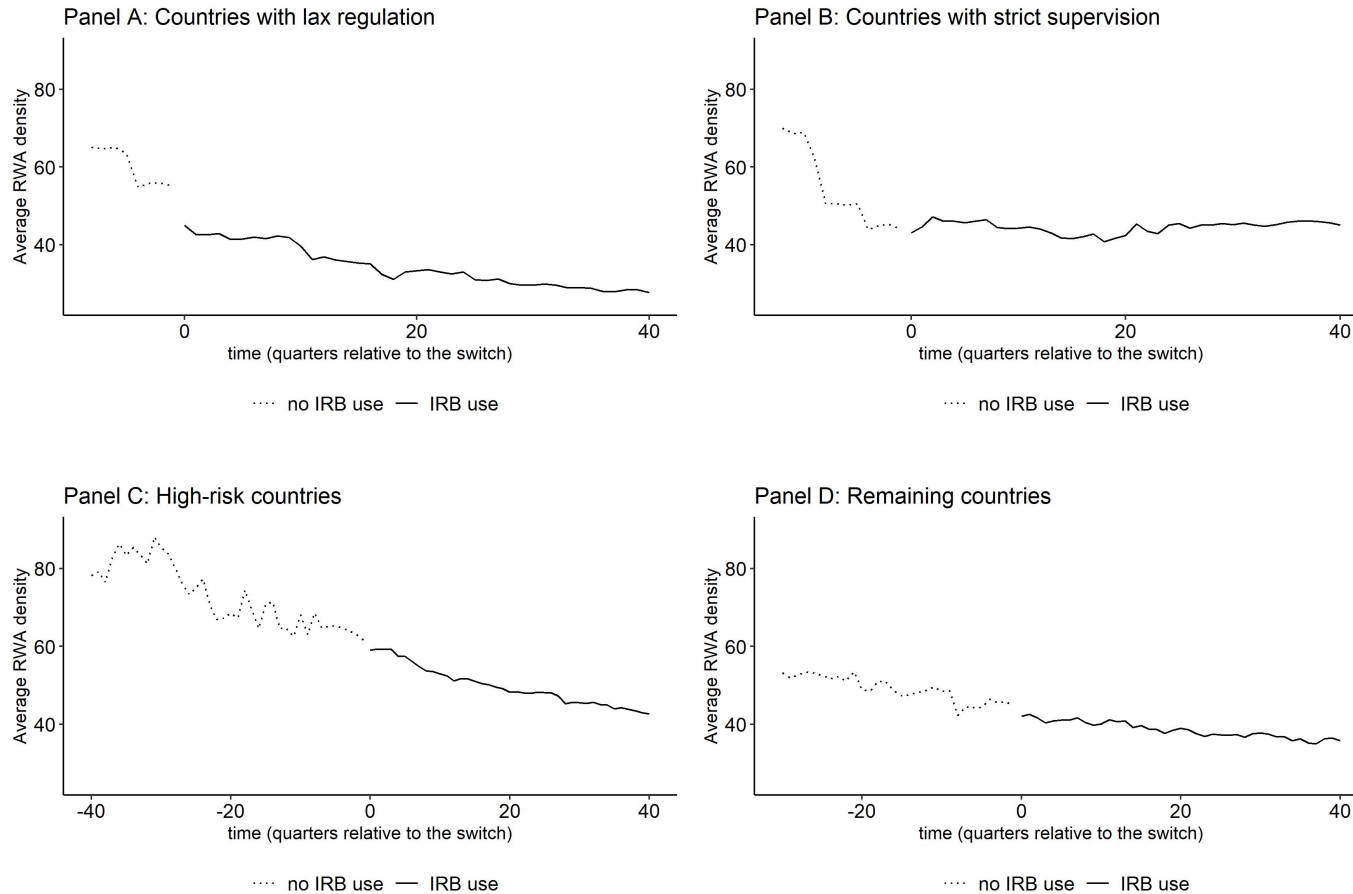 Panel A: Countries with lax regulation
Average RWA density
80
60
40
0
20
40
time (quarters relative to the switch)
no IRB use
IRB use
Panel B: Countries with strict supervision
Average RWA density
80
60
40
0
20
40
time (quarters relative to the switch)
no IRB use
IRB use
Panel C: High-risk countries
Average RWA density
80
60
40
-40
-20
0
20
40
time (quarters relative to the switch)
no IRB use
IRB use
Panel D: Remaining countries
Average RWA density
80
60
40
-20
0
20
40
time (quarters relative to the switch)
no IRB use
IRB use